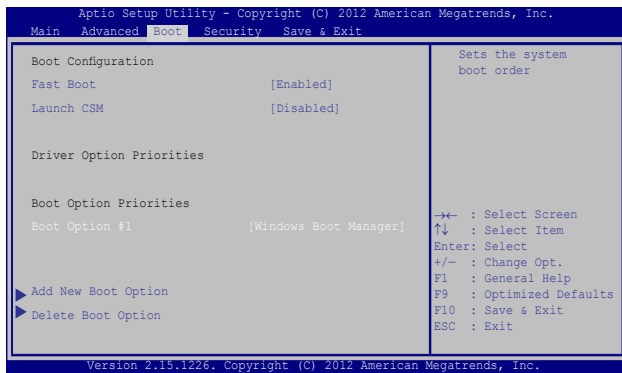 Aptio Setup Utility - Copyright (C) 2012 American Megatrends, Inc.
Main Advanced Boot Security Save & Exit
Boot Configuration
Fast Boot [Enabled]
Launch CSM [Disabled]
Driver Option Priorities
Boot Option Priorities
Boot Option #1 [Windows Boot Manager]
Add New Boot Option
Delete Boot Option
Sets the system
boot order
→← : Select Screen
↑↓ : Select Item
Enter: Select
+/— : Change Opt.
F1 : General Help
F9 : Optimized Defaults
F10 : Save & Exit
ESC : Exit
Version 2.15.1226. Copyright (C) 2012 American Megatrends, Inc.